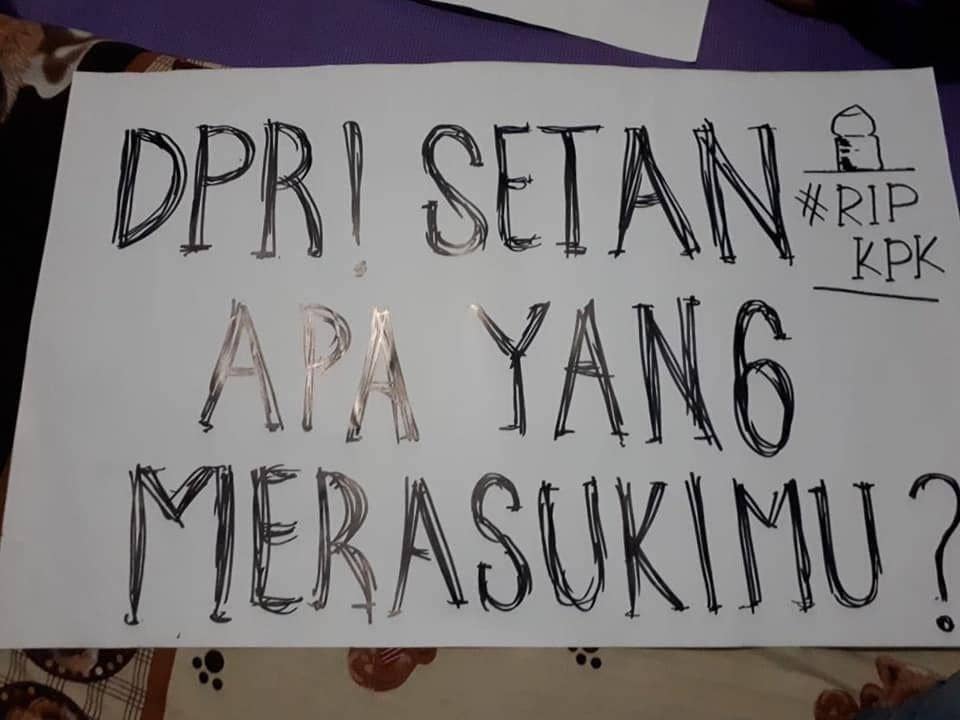 DPR! SETAN
#RIP
KPK
APA YANG
MERASUKIMU?